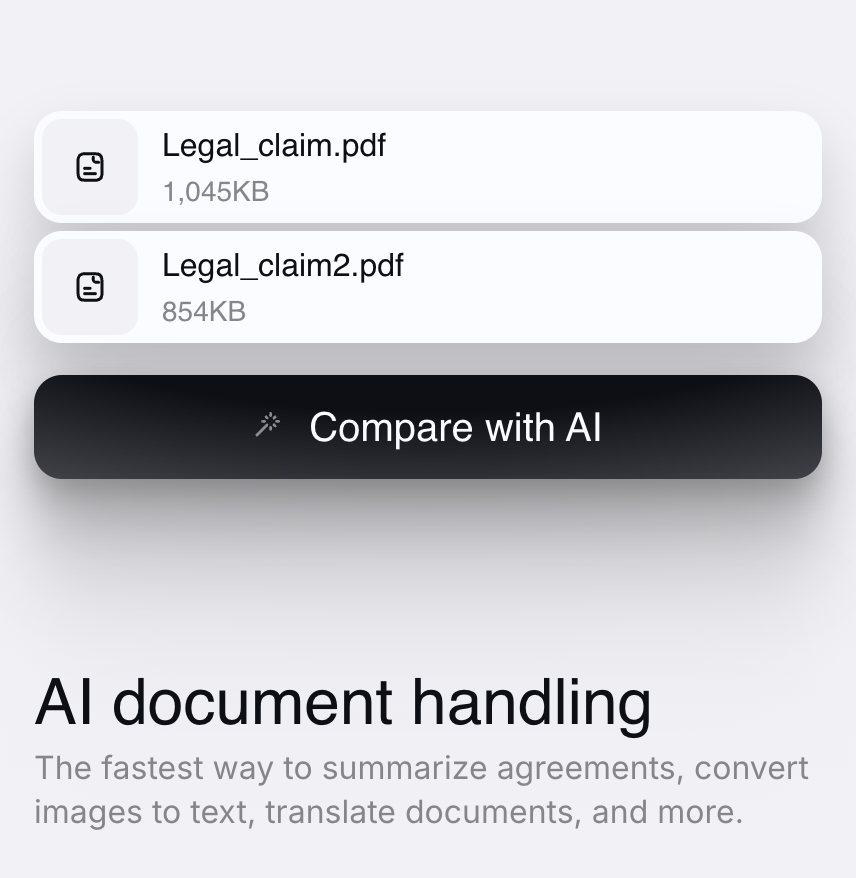 Legal_claim.pdf
1,045KB
Legal_claim2.pdf
854KB
Compare with AI
AI document handling
The fastest way to summarize agreements, convert
images to text, translate documents, and more.